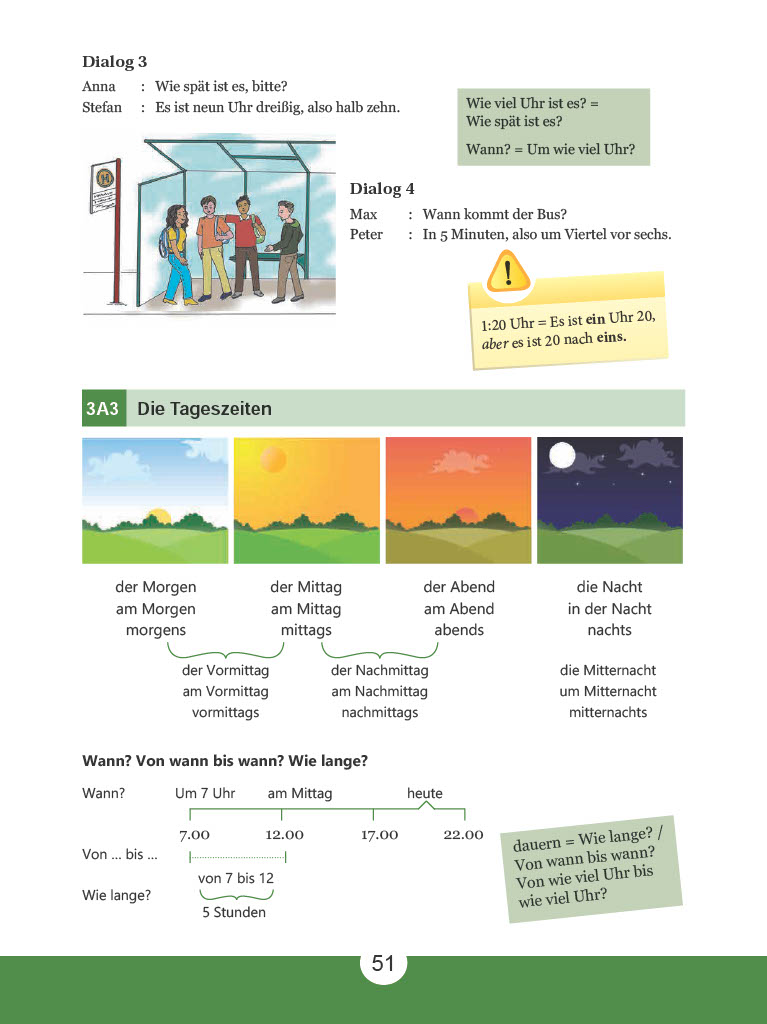 Dialog 3
Anna : Wie spät ist es, bitte?
Stefan : Es ist neun Uhr dreißig, also halb zehn.
Wie viel Uhr ist es? =
Wie spät ist es?
Wann? = Um wie viel Uhr?
Dialog 4
Max : Wann kommt der Bus?
Peter : In 5 Minuten, also um Viertel vor sechs.
!
1:20 Uhr = Es ist ein Uhr 20,
aber es ist 20 nach eins.
3A3 Die Tageszeiten
der Morgen
am Morgen
morgens
der Mittag
am Mittag
mittags
der Abend
am Abend
abends
die Nacht
in der Nacht
nachts
der Vormittag
am Vormittag
vormittags
der Nachmittag
am Nachmittag
nachmittags
die Mitternacht
um Mitternacht
mitternachts
Wann? Von wann bis wann? Wie lange?
Wann? Um 7 Uhr am Mittag heute
7.00 12.00 17.00 22.00
Von ... bis ...
von 7 bis 12
Wie lange?
5 Stunden
dauern = Wie lange? /
Von wann bis wann?
Von wie viel Uhr bis
wie viel Uhr?
51